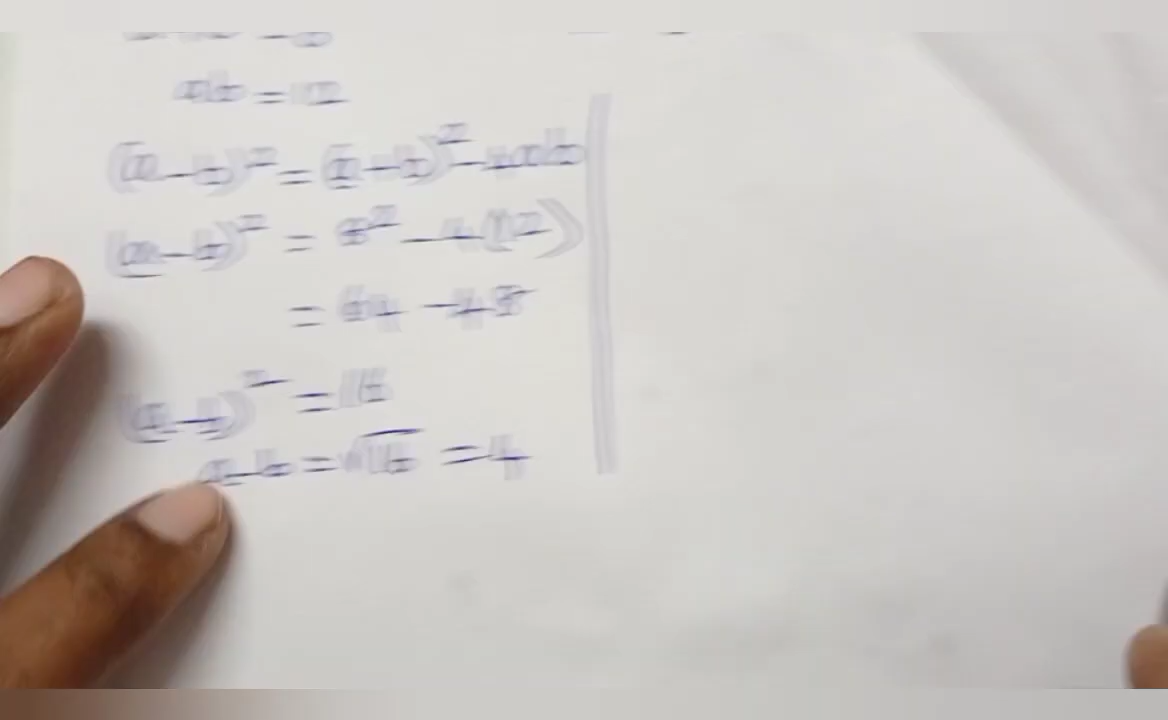 ab = 12
(a-b)² = (a+b)² - 4ab
(a-b)² = 8² - 4(12)
= 64 - 48
(a-b)² = 16
a-b = √16 = 4